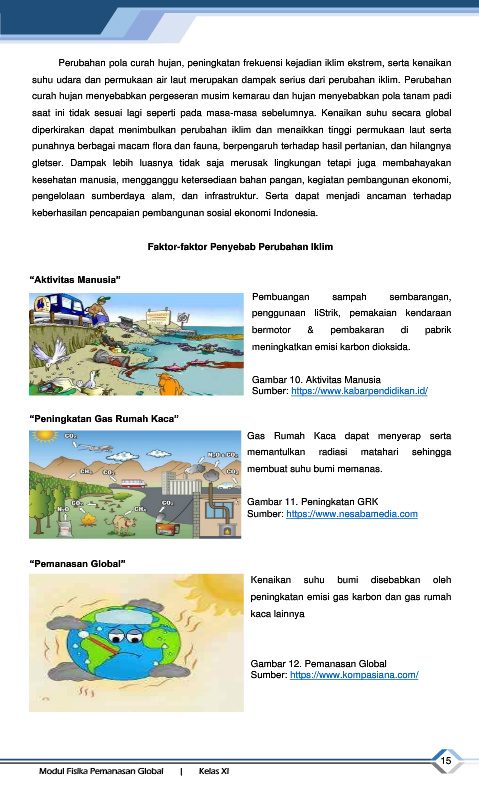 Perubahan pola curah hujan, peningkatan frekuensi kejadian iklim ekstrem, serta kenaikan
suhu udara dan permukaan air laut merupakan dampak serius dari perubahan iklim. Perubahan
curah hujan menyebabkan pergeseran musim kemarau dan hujan menyebabkan pola tanam padi
saat ini tidak sesuai lagi seperti pada masa-masa sebelumnya. Kenaikan suhu secara global
diperkirakan dapat menimbulkan perubahan iklim dan menaikkan tinggi permukaan laut serta
punahnya berbagai macam flora dan fauna, berpengaruh terhadap hasil pertanian, dan hilangnya
gletser. Dampak lebih luasnya tidak saja merusak lingkungan tetapi juga membahayakan
kesehatan manusia, mengganggu ketersediaan bahan pangan, kegiatan pembangunan ekonomi,
pengelolaan sumberdaya alam, dan infrastruktur. Serta dapat menjadi ancaman terhadap
keberhasilan pencapaian pembangunan sosial ekonomi Indonesia.
Faktor-faktor Penyebab Perubahan Iklim
“Aktivitas Manusia”
Pembuangan sampah sembarangan,
penggunaan liStrik, pemakaian kendaraan
bermotor & pembakaran di pabrik
meningkatkan emisi karbon dioksida.
Gambar 10. Aktivitas Manusia
Sumber: https://www.kabarpendidikan.id/
“Peningkatan Gas Rumah Kaca”
CO₂
H₂O & CO₂
CH₄ CO₂
CO₂
CO₂
CO₂
N₂O
CH₄
Gas Rumah Kaca dapat menyerap serta
memantulkan radiasi matahari sehingga
membuat suhu bumi memanas.
Gambar 11. Peningkatan GRK
Sumber: https://www.nesabamedia.com
“Pemanasan Global”
Kenaikan suhu bumi disebabkan oleh
peningkatan emisi gas karbon dan gas rumah
kaca lainnya
Gambar 12. Pemanasan Global
Sumber: https://www.kompasiana.com/
15
Modul Fisika Pemanasan Global | Kelas XI